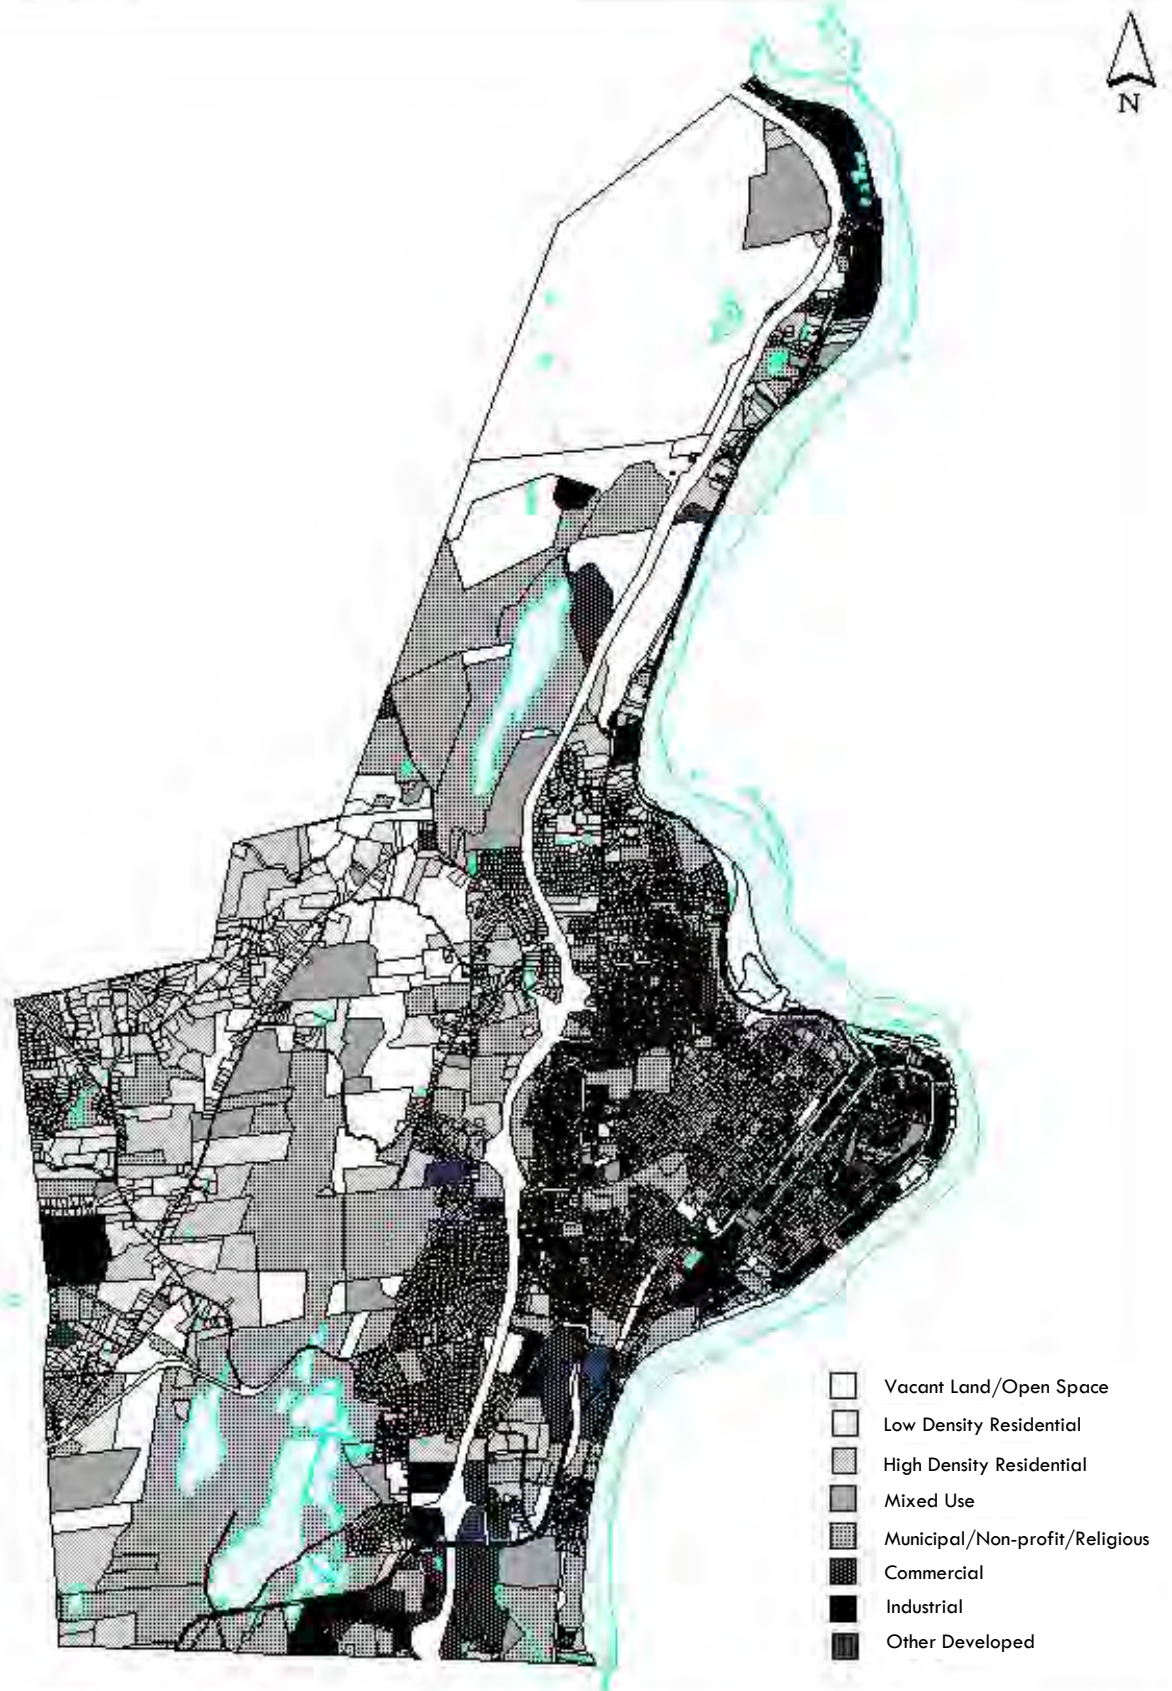 N
Vacant Land/Open Space
Low Density Residential
High Density Residential
Mixed Use
Municipal/Non-profit/Religious
Commercial
Industrial
Other Developed